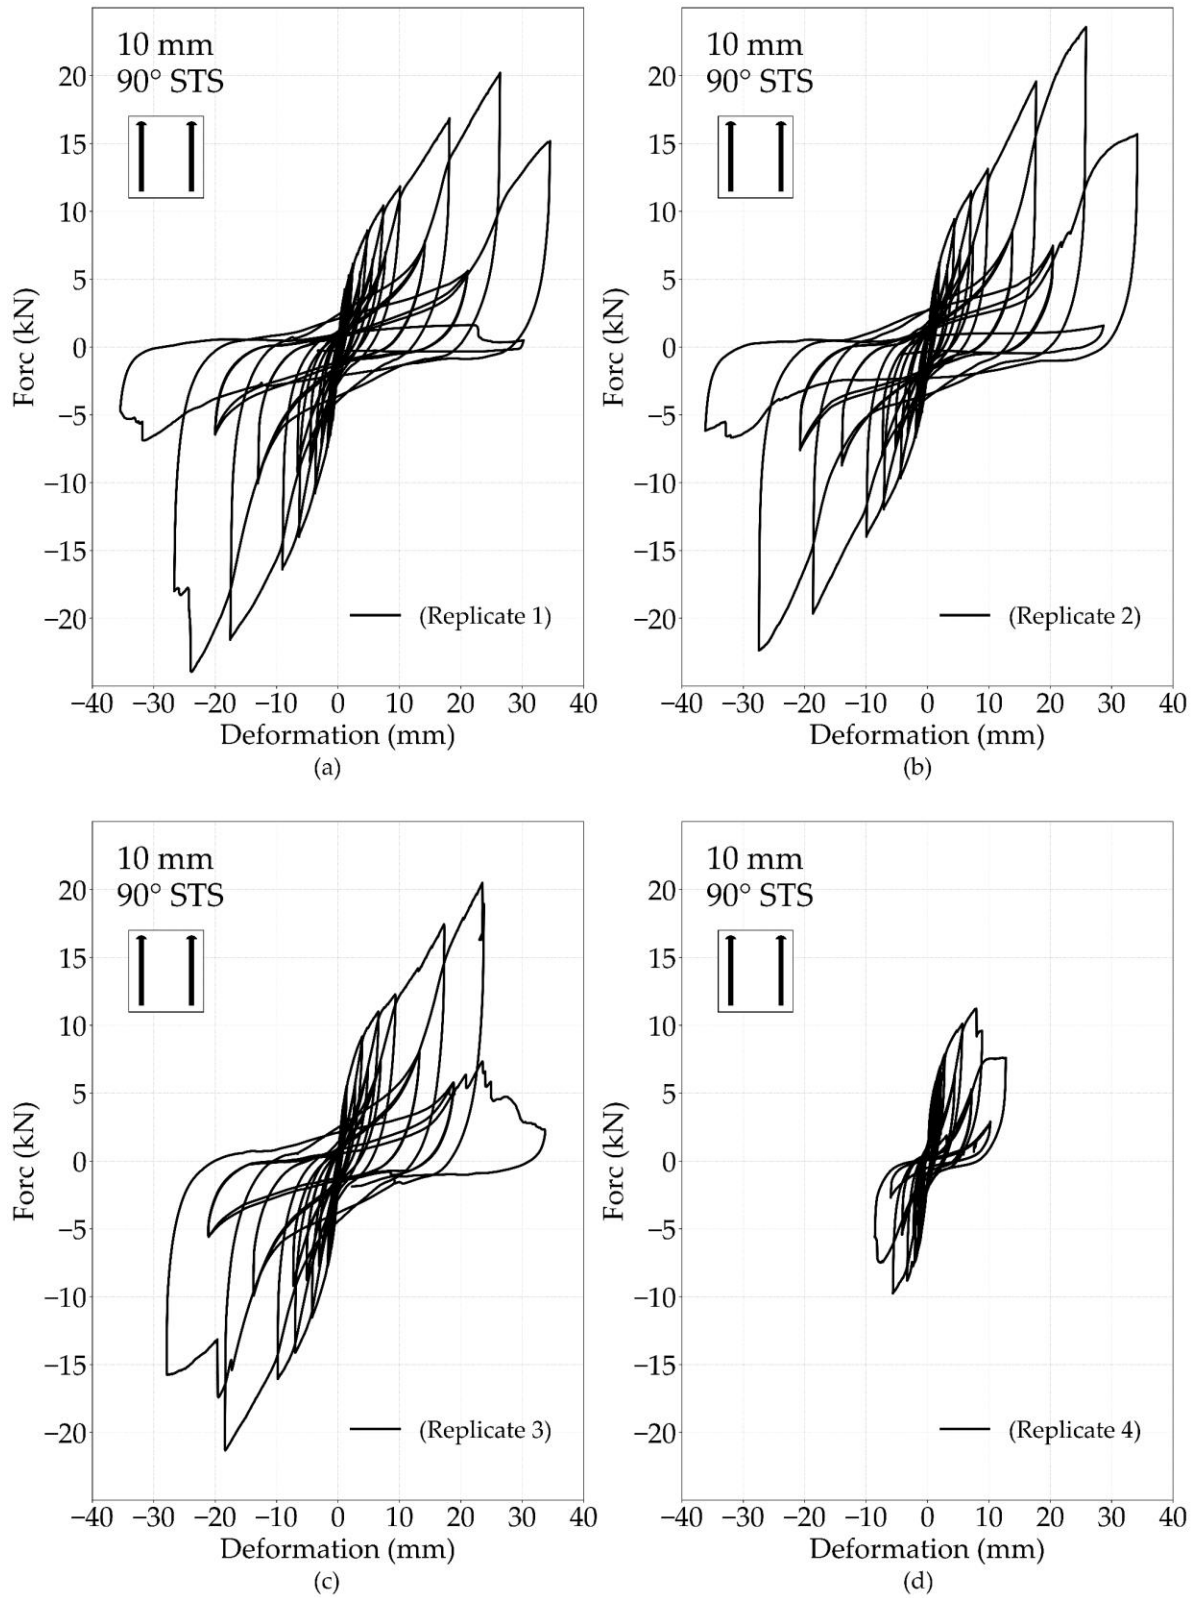 10 mm
90° STS
20
15
10
5
0
−5
−10
−15
−20
Forc (kN)
(Replicate 1)
−40 −30 −20 −10 0 10 20 30 40
Deformation (mm)
(a)
10 mm
90° STS
20
15
10
5
0
−5
−10
−15
−20
Forc (kN)
(Replicate 2)
−40 −30 −20 −10 0 10 20 30 40
Deformation (mm)
(b)
10 mm
90° STS
20
15
10
5
0
−5
−10
−15
−20
Forc (kN)
(Replicate 3)
−40 −30 −20 −10 0 10 20 30 40
Deformation (mm)
(c)
10 mm
90° STS
20
15
10
5
0
−5
−10
−15
−20
Forc (kN)
(Replicate 4)
−40 −30 −20 −10 0 10 20 30 40
Deformation (mm)
(d)